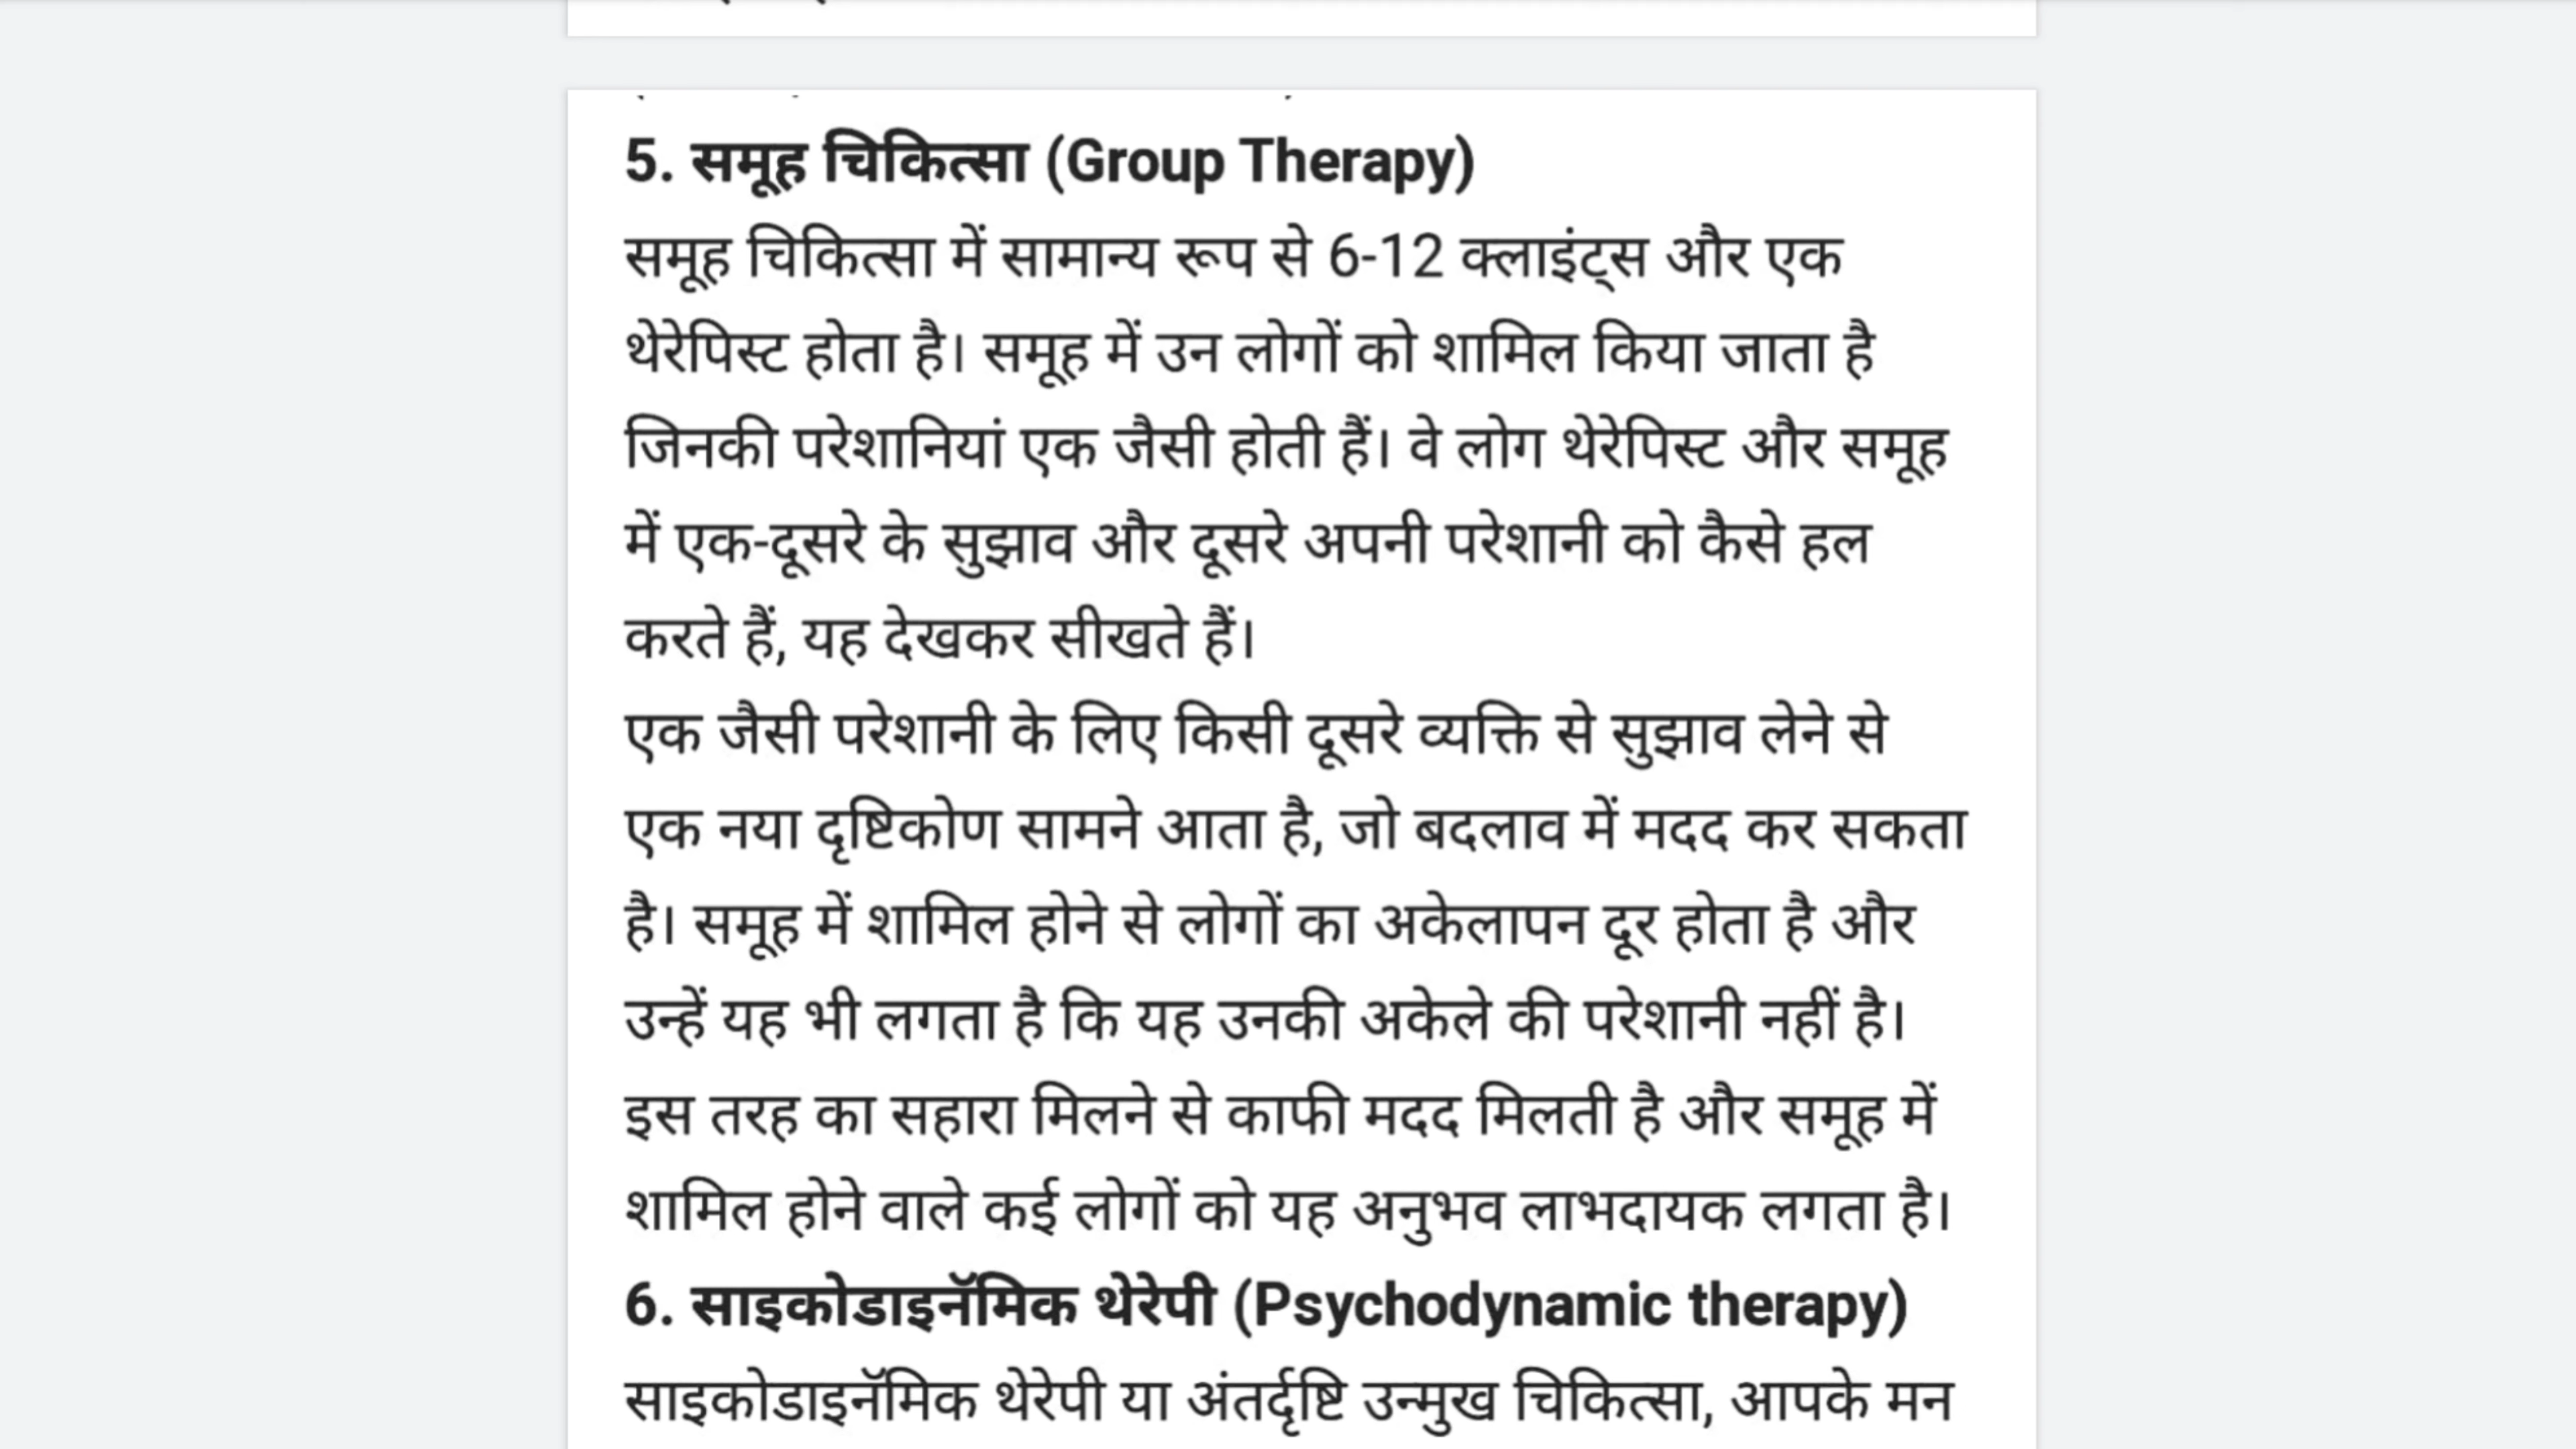 5. समूह चिकित्सा (Group Therapy)
समूह चिकित्सा में सामान्य रूप से 6-12 क्लाइंट्स और एक
थेरेपिस्ट होता है। समूह में उन लोगों को शामिल किया जाता है
जिनकी परेशानियां एक जैसी होती हैं। वे लोग थेरेपिस्ट और समूह
में एक-दूसरे के सुझाव और दूसरे अपनी परेशानी को कैसे हल
करते हैं, यह देखकर सीखते हैं।
एक जैसी परेशानी के लिए किसी दूसरे व्यक्ति से सुझाव लेने से
एक नया दृष्टिकोण सामने आता है, जो बदलाव में मदद कर सकता
है। समूह में शामिल होने से लोगों का अकेलापन दूर होता है और
उन्हें यह भी लगता है कि यह उनकी अकेले की परेशानी नहीं है।
इस तरह का सहारा मिलने से काफी मदद मिलती है और समूह में
शामिल होने वाले कई लोगों को यह अनुभव लाभदायक लगता है।
6. साइकोडाइनॅमिक थेरेपी (Psychodynamic therapy)
साइकोडाइनॅमिक थेरेपी या अंतर्दृष्टि उन्मुख चिकित्सा, आपके मन